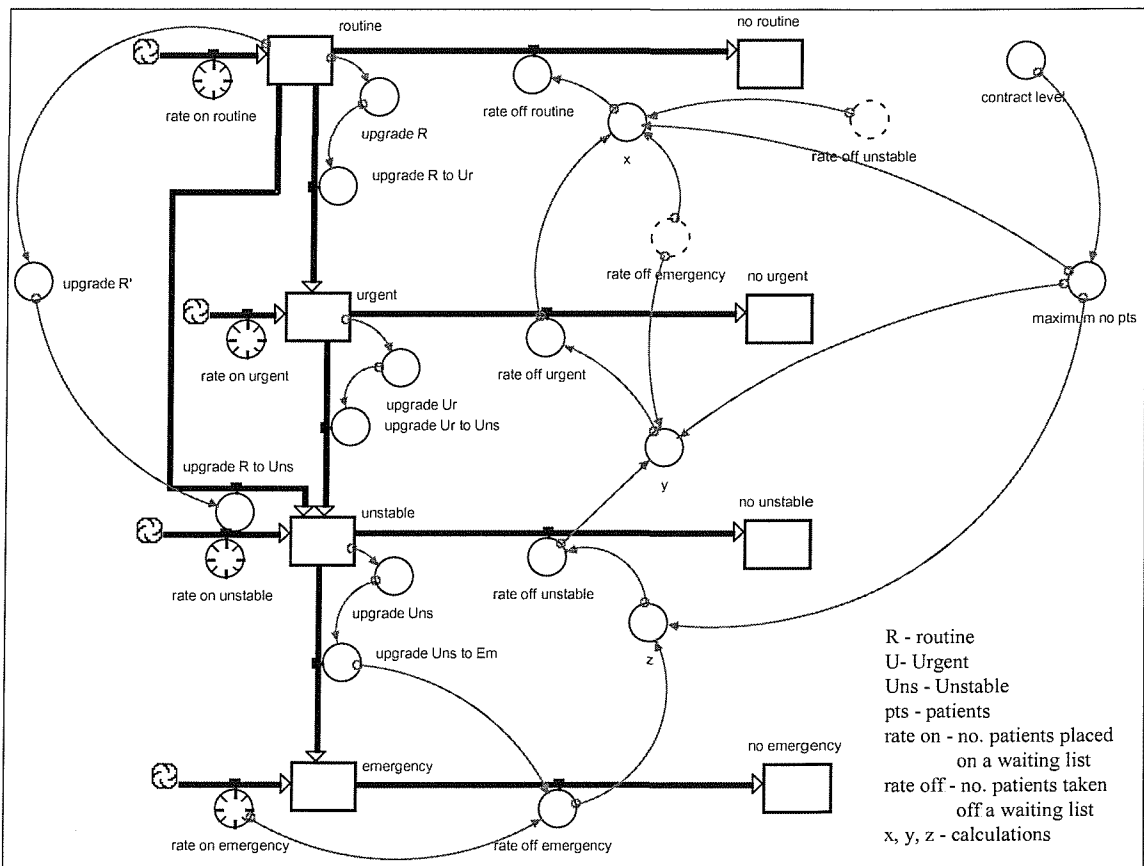 routine
no routine
rate on routine
upgrade R
rate off routine
contract level
x
rate off unstable
upgrade R to Ur
rate off emergency
upgrade R'
urgent
no urgent
maximum no pts
rate on urgent
rate off urgent
upgrade Ur
upgrade Ur to Uns
upgrade R to Uns
y
unstable
no unstable
rate on unstable
rate off unstable
upgrade Uns
upgrade Uns to Em
z
R - routine
U- Urgent
Uns - Unstable
pts - patients
rate on - no. patients placed
on a waiting list
rate off - no. patients taken
off a waiting list
x, y, z - calculations
emergency
no emergency
rate on emergency
rate off emergency